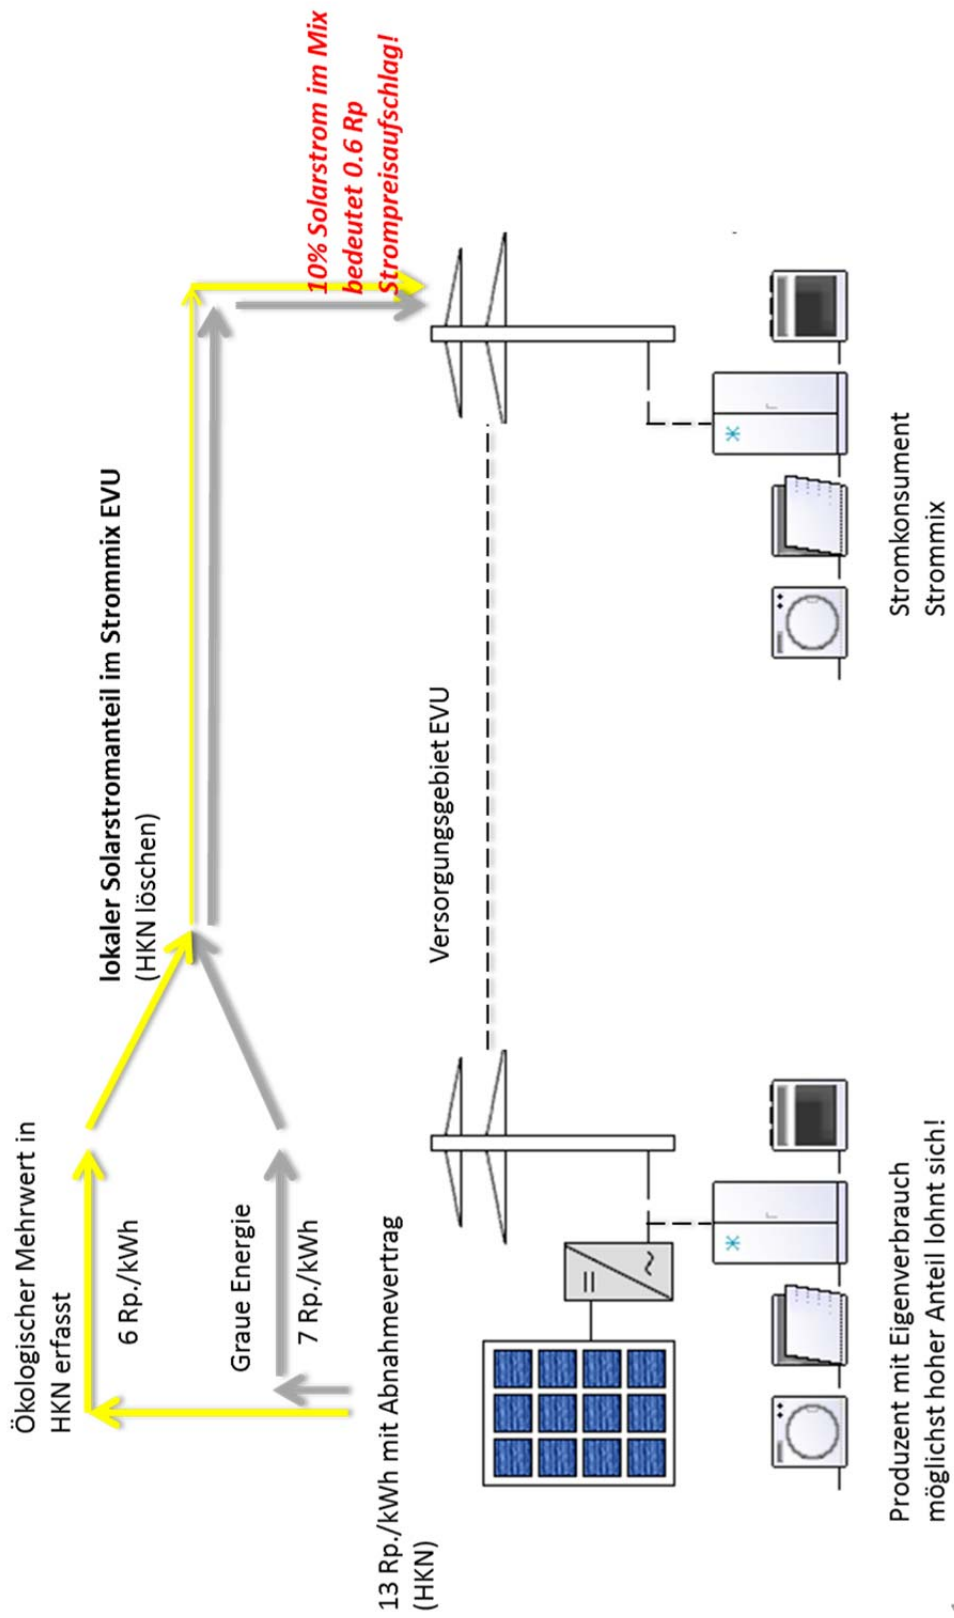 Ökologischer Mehrwert in
HKN erfasst
6 Rp./kWh
Graue Energie
7 Rp./kWh
13 Rp./kWh mit Abnahmevertrag
(HKN)
lokaler Solarstromanteil im Strommix EVU
(HKN löschen)
10% Solarstrom im Mix
bedeutet 0.6 Rp
Strompreisaufschlag!
Versorgungsgebiet EVU
Produzent mit Eigenverbrauch
möglichst hoher Anteil lohnt sich!
Stromkonsument
Strommix